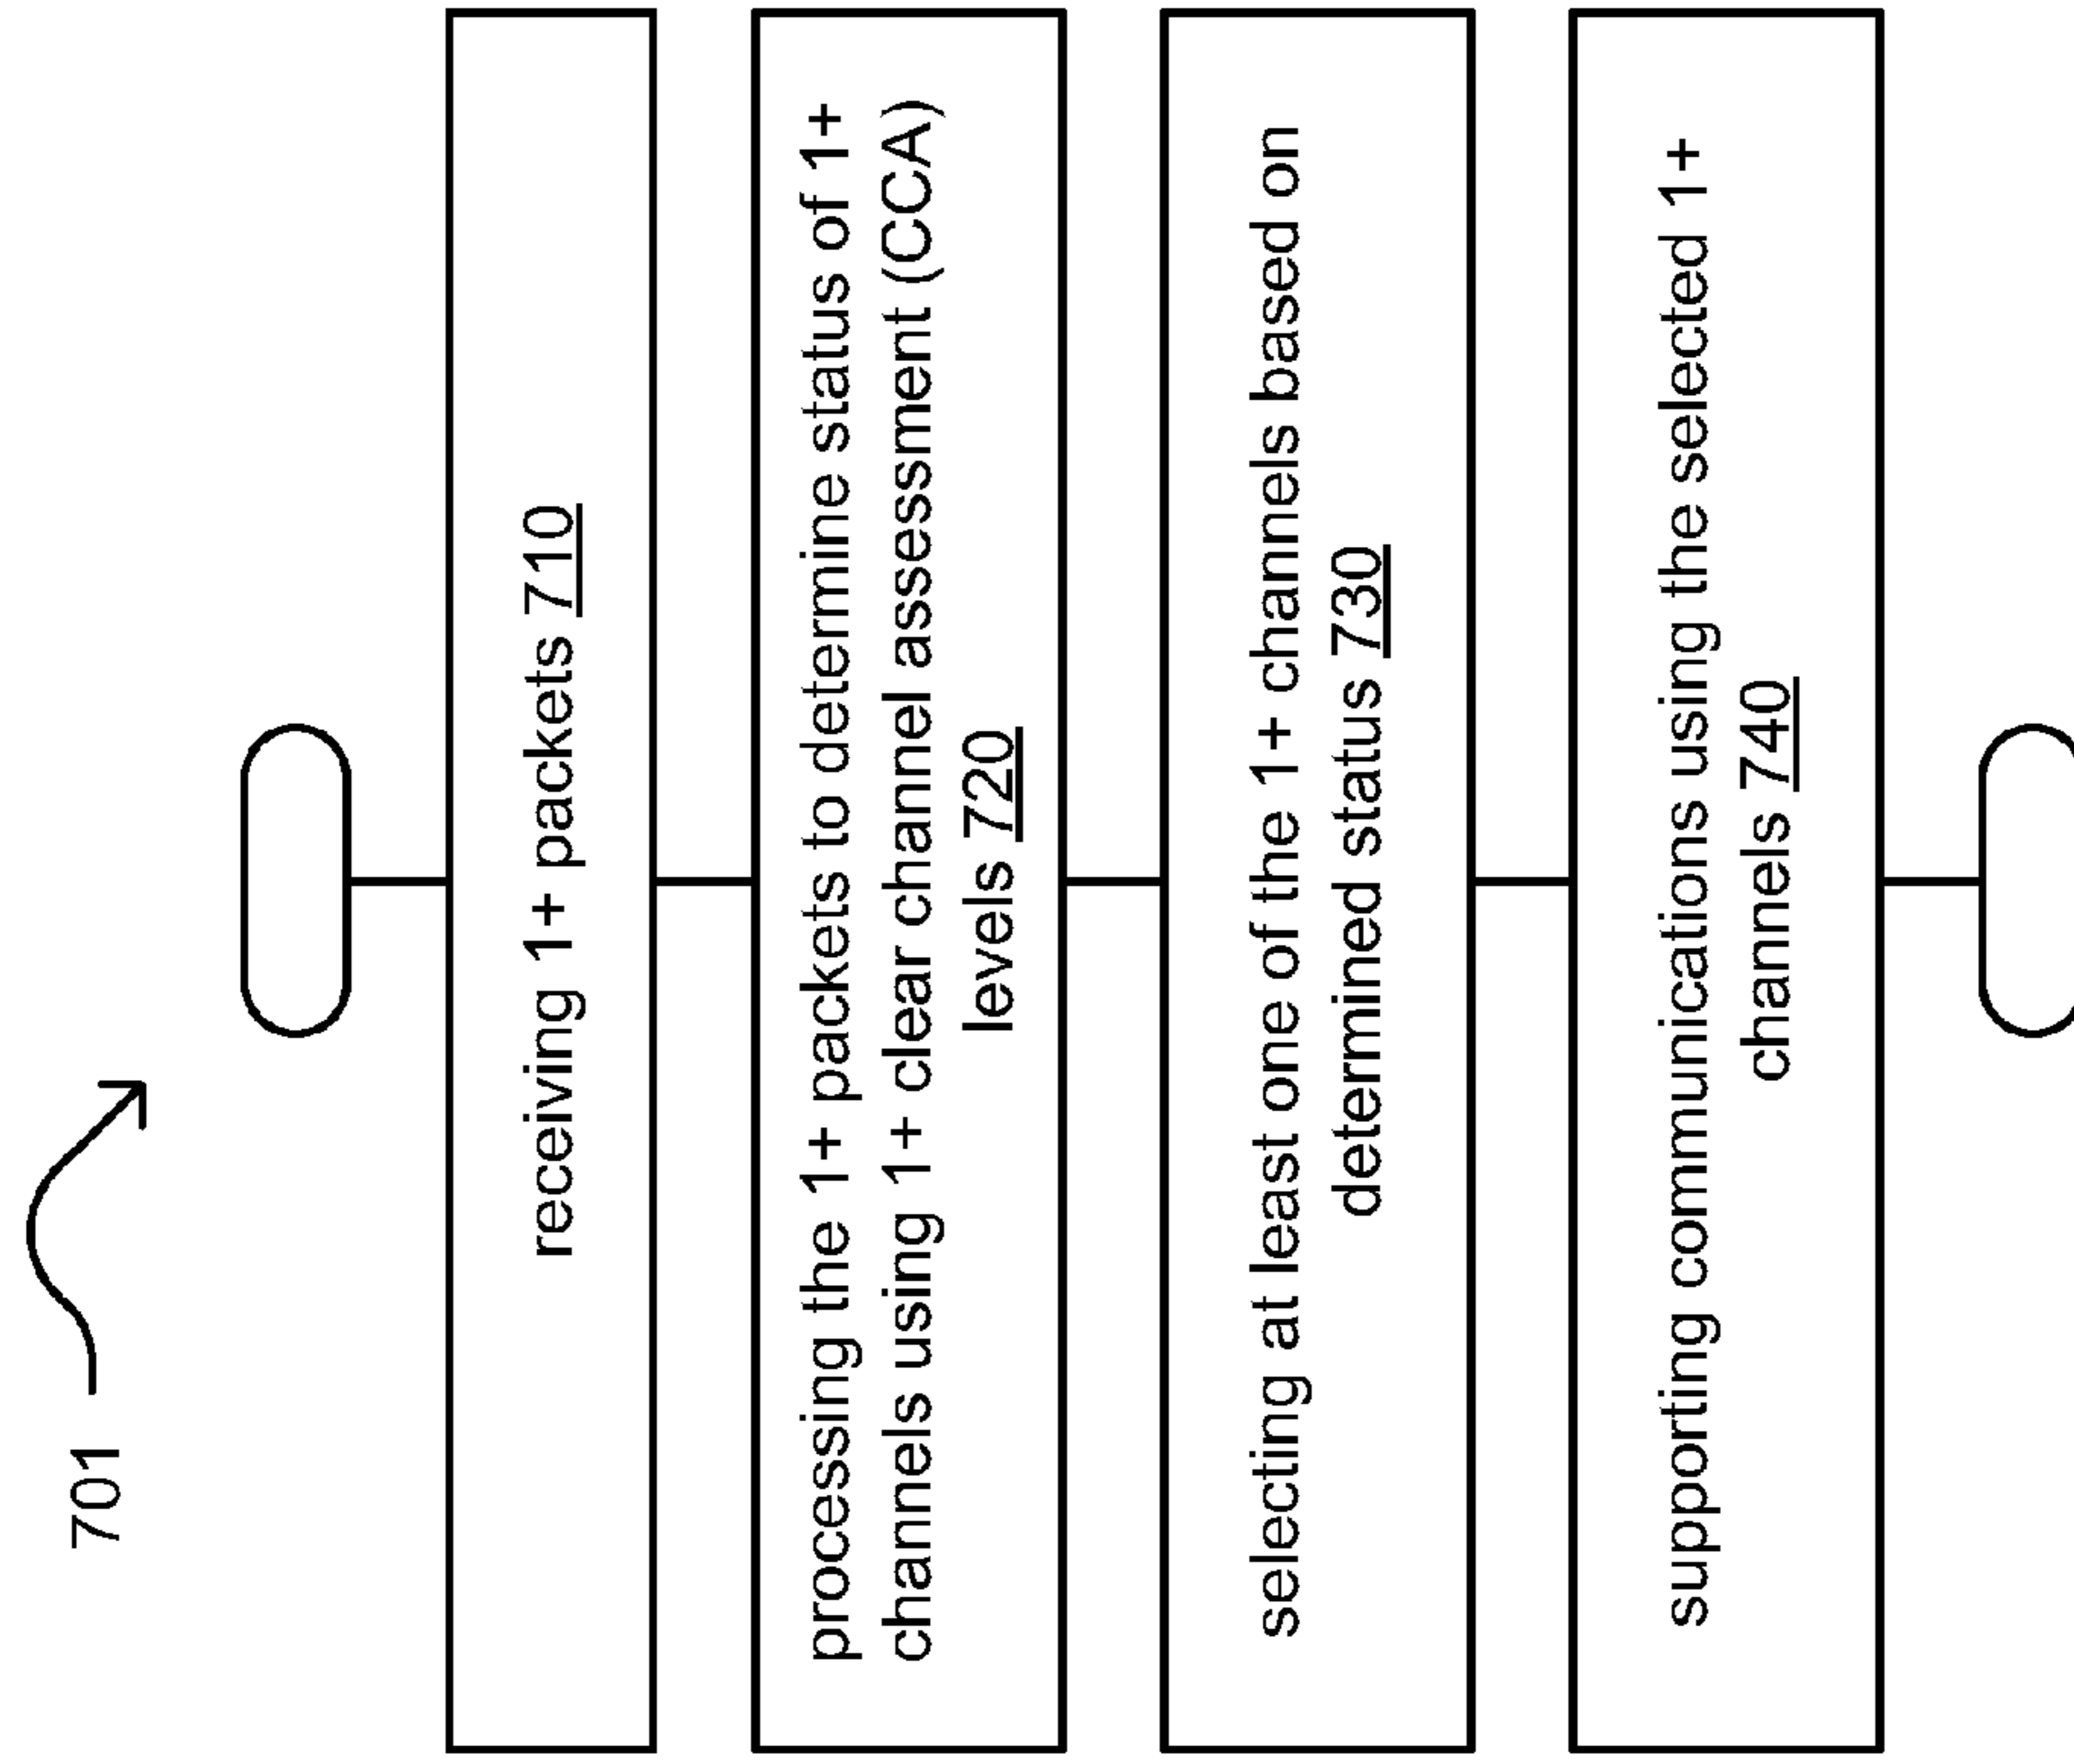 701
receiving 1+ packets 710
processing the 1+ packets to determine status of 1+
channels using 1+ clear channel assessment (CCA)
levels 720
selecting at least one of the 1+ channels based on
determined status 730
supporting communications using the selected 1+
channels 740